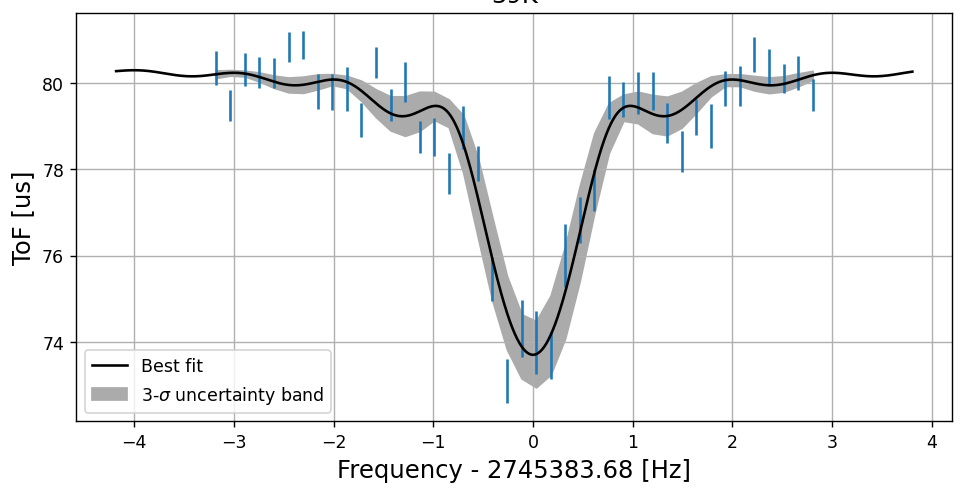 80
78
76
74
ToF [us]
Best fit
3-σ uncertainty band
−4 −3 −2 −1 0 1 2 3 4
Frequency - 2745383.68 [Hz]